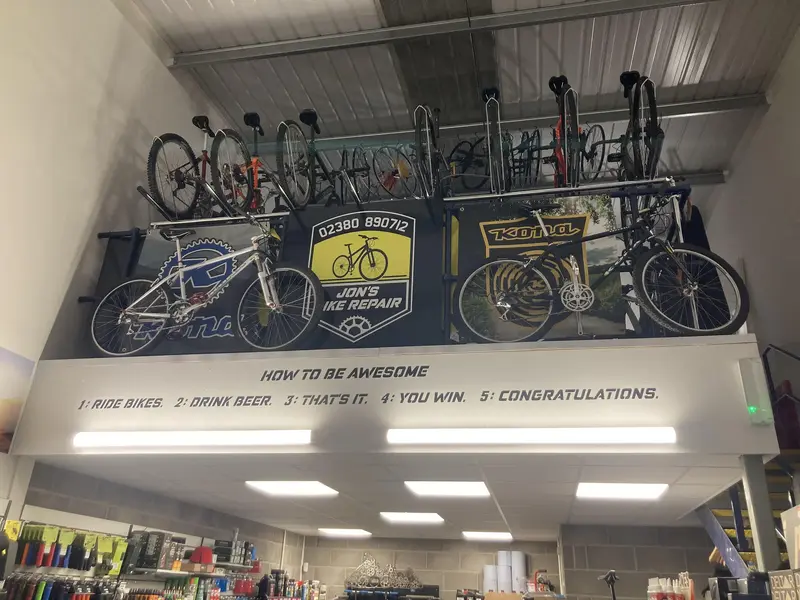 02380 890712
KONA
JON'S
IKE REPAIR
KONA
HOW TO BE AWESOME
1: RIDE BIKES. 2: DRINK BEER. 3: THAT'S IT. 4: YOU WIN. 5: CONGRATULATIONS.